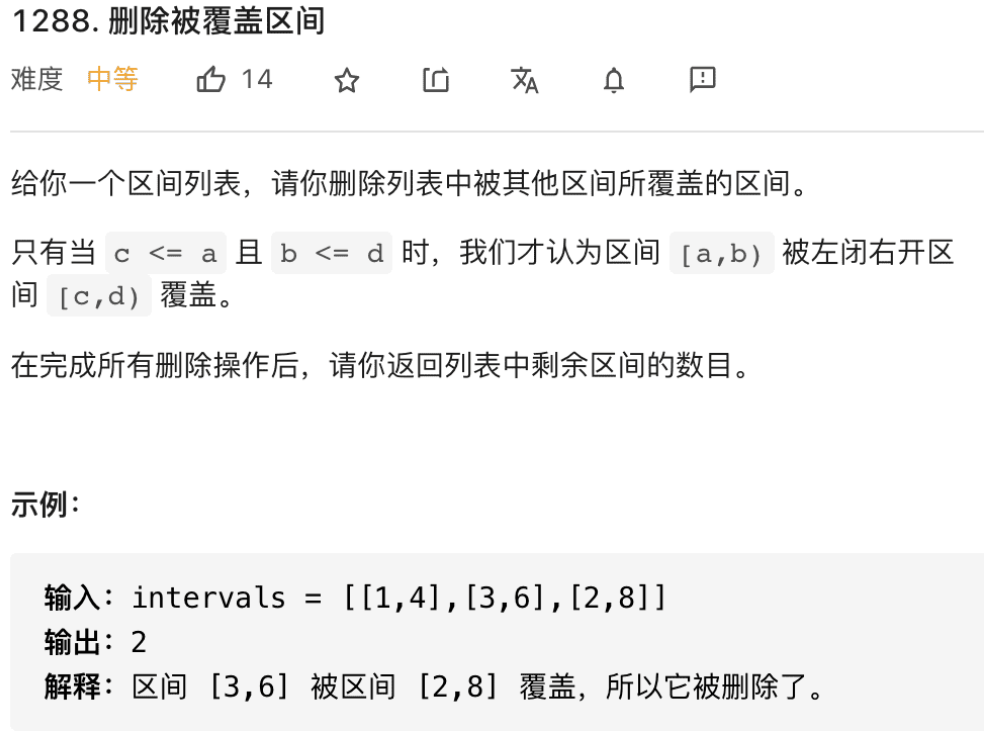 1288. 删除被覆盖区间
难度 中等 14
给你一个区间列表，请你删除列表中被其他区间所覆盖的区间。
只有当 c <= a 且 b <= d 时，我们才认为区间 [a,b) 被左闭右开区
间 [c,d) 覆盖。
在完成所有删除操作后，请你返回列表中剩余区间的数目。
示例：
输入：intervals = [[1,4],[3,6],[2,8]]
输出：2
解释：区间 [3,6] 被区间 [2,8] 覆盖，所以它被删除了。